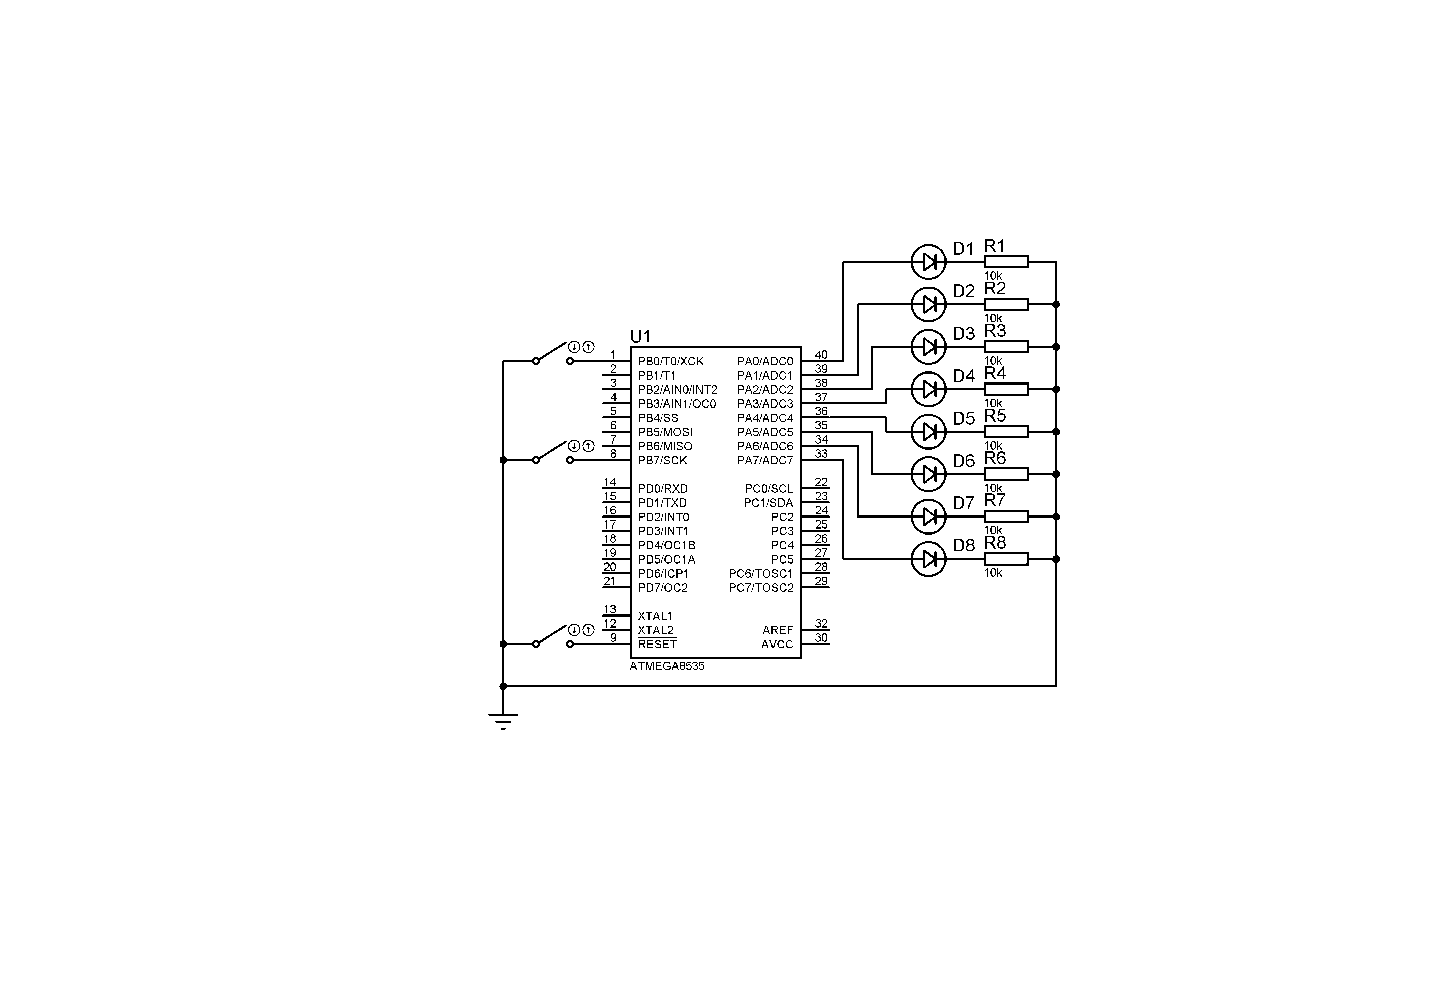 D1 R1
10k
D2 R2
10k
D3 R3
10k
D4 R4
10k
D5 R5
10k
D6 R6
10k
D7 R7
10k
D8 R8
10k
U1
1 PB0/T0/XCK PA0/ADC0 40
2 PB1/T1 PA1/ADC1 39
3 PB2/AIN0/INT2 PA2/ADC2 38
4 PB3/AIN1/OC0 PA3/ADC3 37
5 PB4/SS PA4/ADC4 36
6 PB5/MOSI PA5/ADC5 35
7 PB6/MISO PA6/ADC6 34
8 PB7/SCK PA7/ADC7 33
14 PD0/RXD PC0/SCL 22
15 PD1/TXD PC1/SDA 23
16 PD2/INT0 PC2 24
17 PD3/INT1 PC3 25
18 PD4/OC1B PC4 26
19 PD5/OC1A PC5 27
20 PD6/ICP1 PC6/TOSC1 28
21 PD7/OC2 PC7/TOSC2 29
13 XTAL1
12 XTAL2 AREF 32
9 RESET AVCC 30
ATMEGA8535